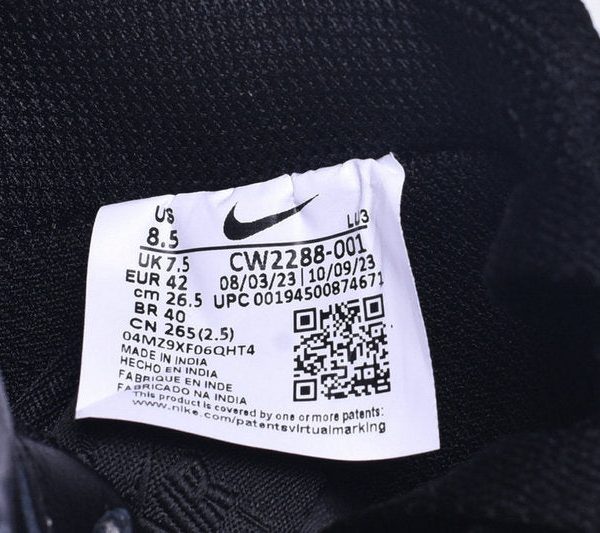 US LU3
8.5
UK 7.5 CW2288-001
EUR 42 08/03/23 | 10/09/23
cm 26.5 UPC 00194500874671
BR 40
CN 265(2.5)
04MZ9XF06QHT4
MADE IN INDIA
HECHO EN INDIA
FABRIQUE EN INDE
FABRICADO NA INDIA
This product is covered by one or more patents:
www.nike.com/patentsvirtualmarking